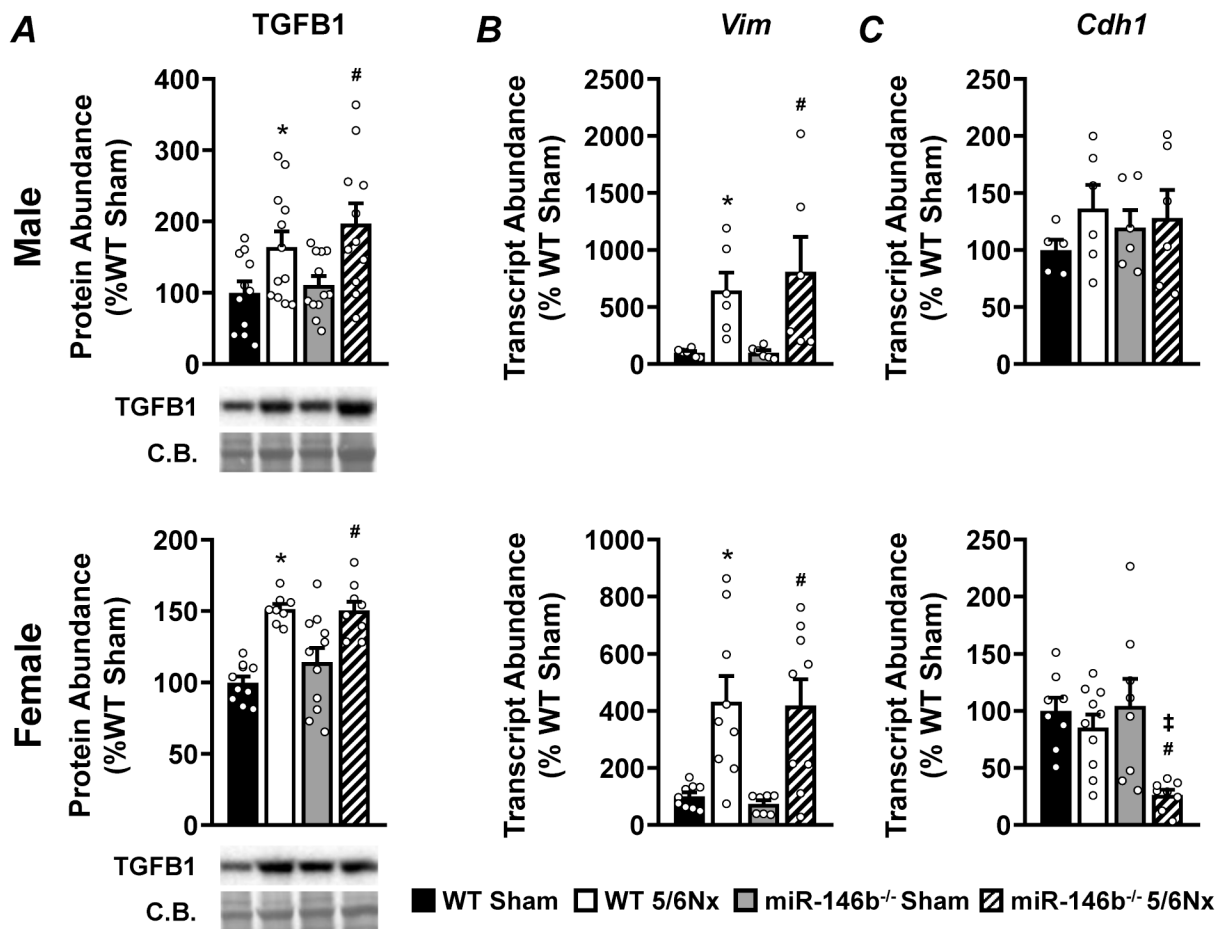 A
TGFB1
B
Vim
C
Cdh1
Male
Protein Abundance
(%WT Sham)
400
300
200
100
0
*
#
Transcript Abundance
(% WT Sham)
2500
2000
1500
1000
500
0
*
#
Transcript Abundance
(% WT Sham)
250
200
150
100
50
0
TGFB1
C.B.
Female
Protein Abundance
(%WT Sham)
200
150
100
50
0
*
#
Transcript Abundance
(% WT Sham)
1000
800
600
400
200
0
*
#
Transcript Abundance
(% WT Sham)
250
200
150
100
50
0
‡
#
TGFB1
C.B.
WT Sham WT 5/6Nx miR-146b-/- Sham miR-146b-/- 5/6Nx